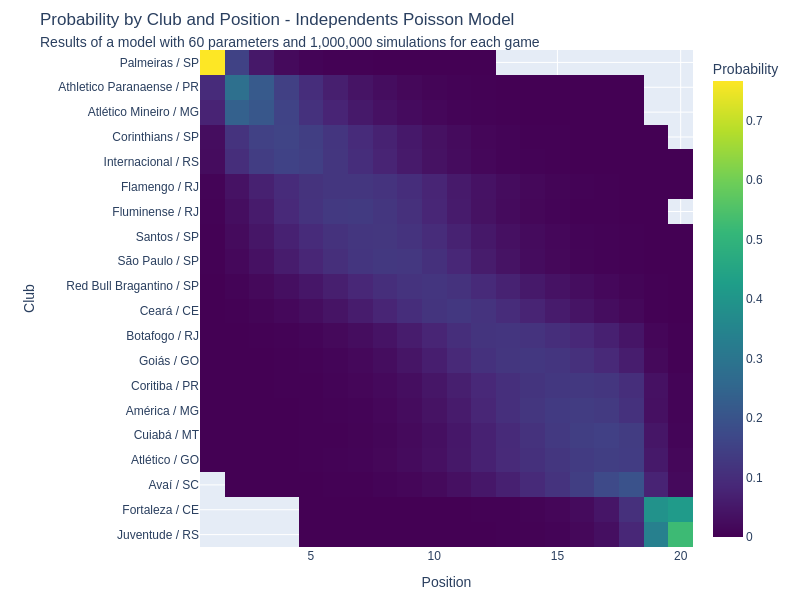 Probability by Club and Position - Independents Poisson Model
Results of a model with 60 parameters and 1,000,000 simulations for each game
Probability
Palmeiras / SP
Athletico Paranaense / PR
Atlético Mineiro / MG
Corinthians / SP
Internacional / RS
Flamengo / RJ
Fluminense / RJ
Santos / SP
São Paulo / SP
Red Bull Bragantino / SP
Ceará / CE
Botafogo / RJ
Goiás / GO
Coritiba / PR
América / MG
Cuiabá / MT
Atlético / GO
Avaí / SC
Fortaleza / CE
Juventude / RS
Club
5 10 15 20
Position
0.7
0.6
0.5
0.4
0.3
0.2
0.1
0